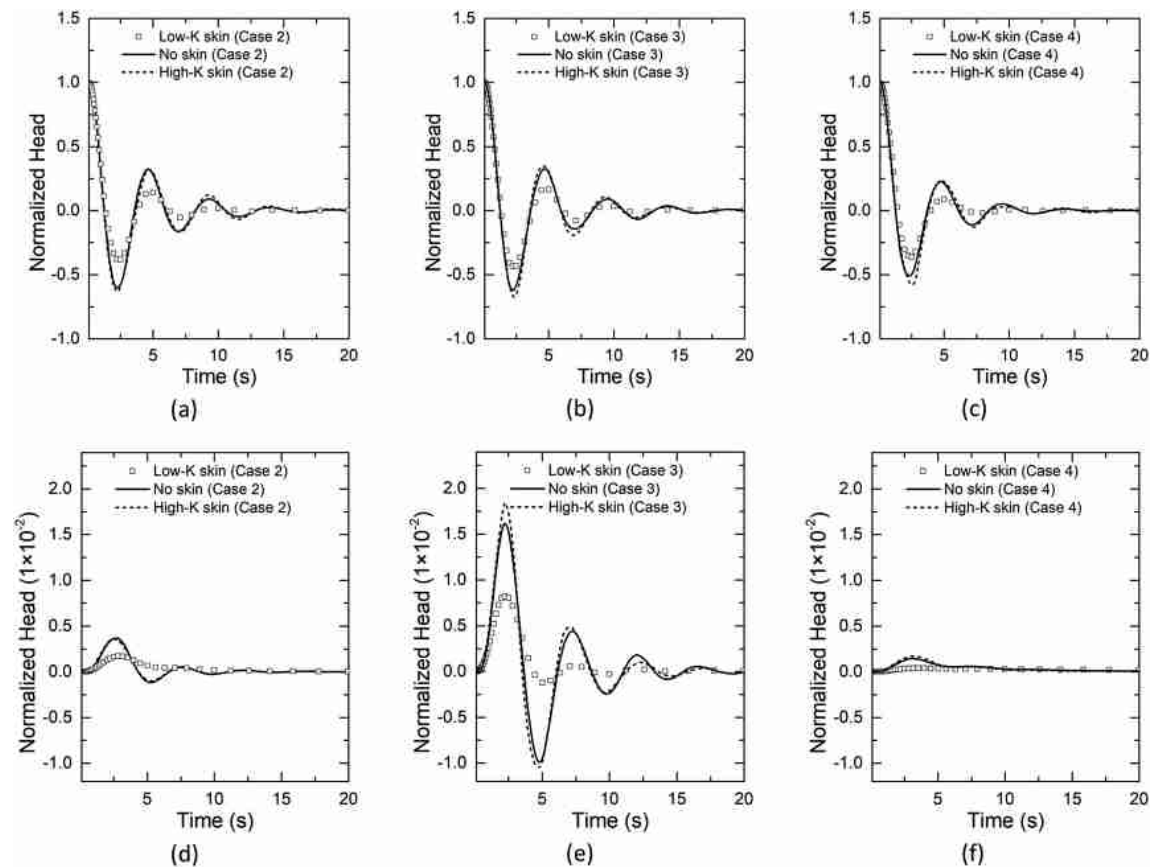 1.5
Low-K skin (Case 2)
No skin (Case 2)
High-K skin (Case 2)
1.0
0.5
0.0
-0.5
-1.0
5
10
15
20
Normalized Head
Time (s)
(a)
1.5
Low-K skin (Case 3)
No skin (Case 3)
High-K skin (Case 3)
1.0
0.5
0.0
-0.5
-1.0
5
10
15
20
Normalized Head
Time (s)
(b)
1.5
Low-K skin (Case 4)
No skin (Case 4)
High-K skin (Case 4)
1.0
0.5
0.0
-0.5
-1.0
5
10
15
20
Normalized Head
Time (s)
(c)
Low-K skin (Case 2)
No skin (Case 2)
High-K skin (Case 2)
2.0
1.5
1.0
0.5
0.0
-0.5
-1.0
5
10
15
20
Normalized Head (1×10⁻²)
Time (s)
(d)
Low-K skin (Case 3)
No skin (Case 3)
High-K skin (Case 3)
2.0
1.5
1.0
0.5
0.0
-0.5
-1.0
5
10
15
20
Normalized Head (1×10⁻²)
Time (s)
(e)
Low-K skin (Case 4)
No skin (Case 4)
High-K skin (Case 4)
2.0
1.5
1.0
0.5
0.0
-0.5
-1.0
5
10
15
20
Normalized Head (1×10⁻²)
Time (s)
(f)